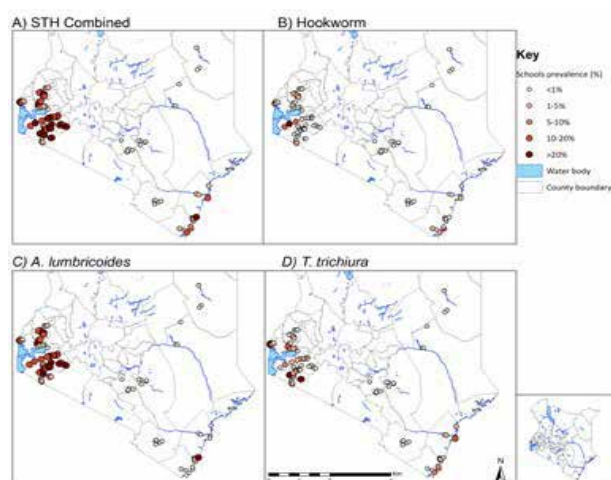 A) STH Combined
B) Hookworm
Key
Schools prevalence (%)
<1%
1-5%
5-10%
10-20%
>20%
Water body
County boundary
C) A. lumbricoides
D) T. trichiura
N